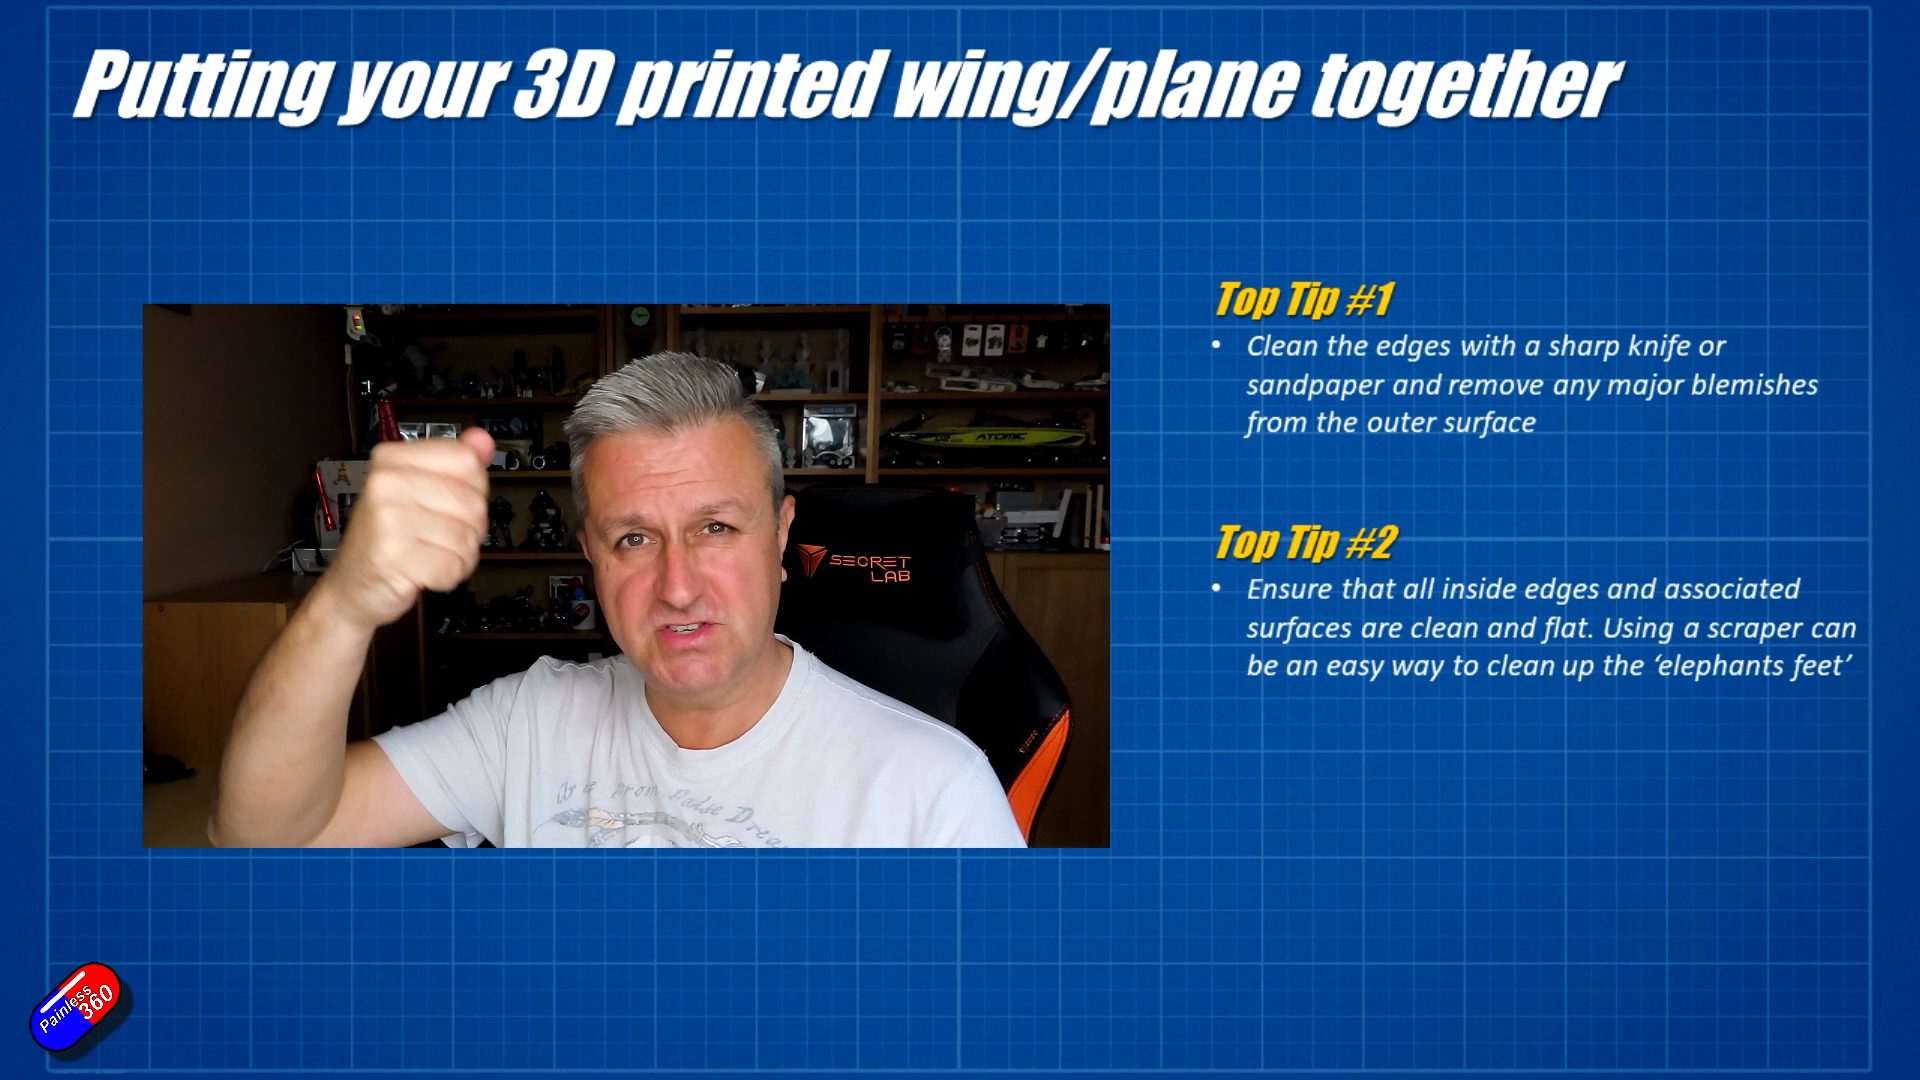 Putting your 3D printed wing/plane together
Top Tip #1
• Clean the edges with a sharp knife or
sandpaper and remove any major blemishes
from the outer surface
Top Tip #2
• Ensure that all inside edges and associated
surfaces are clean and flat. Using a scraper can
be an easy way to clean up the ‘elephants feet’
ATOMIC
SECRET
LAB
Painless
360